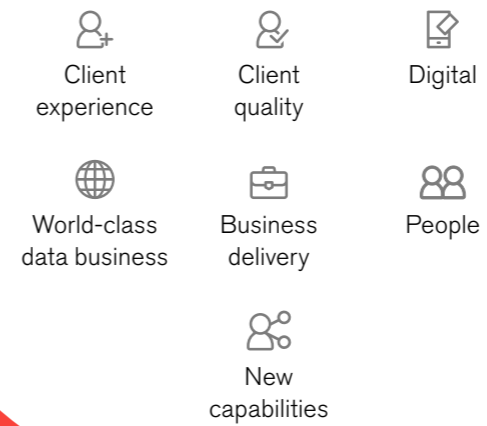 Client
experience
Client
quality
Digital
World-class
data business
Business
delivery
People
New
capabilities